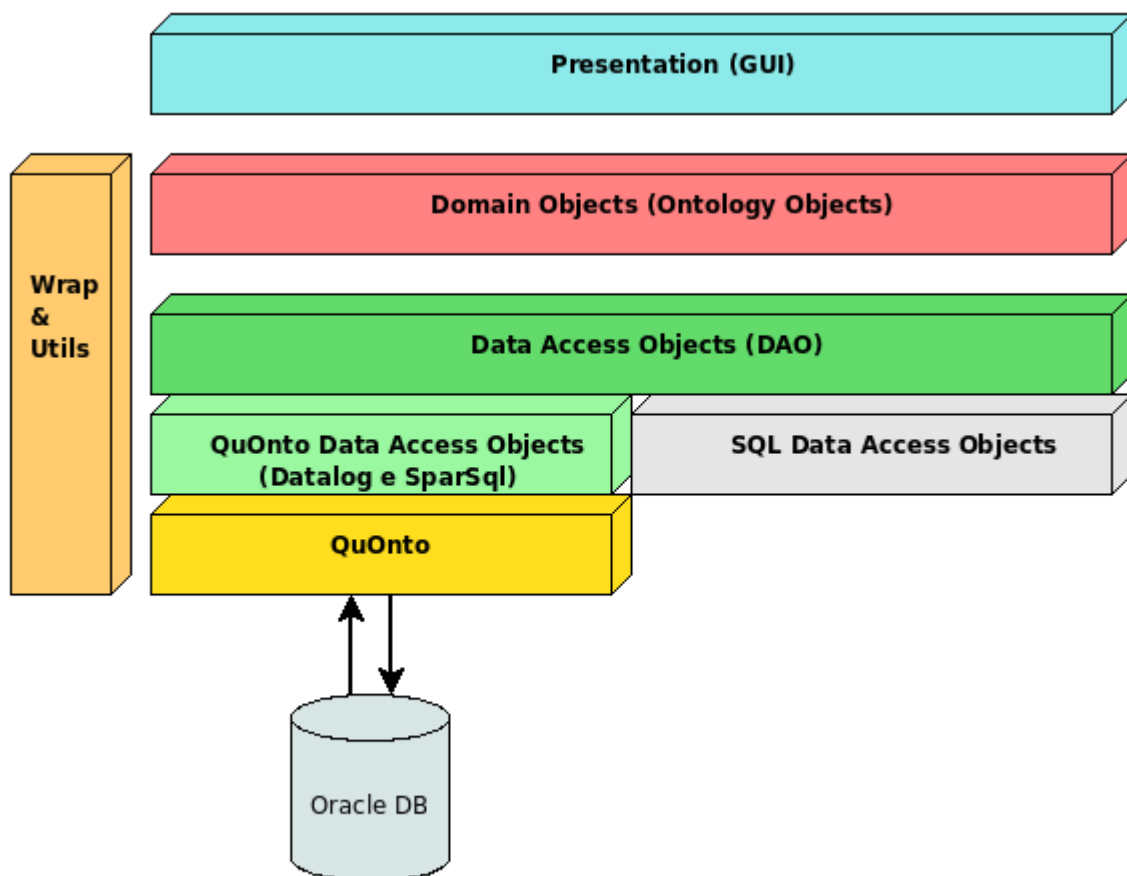 Presentation (GUI)
Domain Objects (Ontology Objects)
Wrap
&
Utils
Data Access Objects (DAO)
QuOnto Data Access Objects
(Datalog e SparSql)
SQL Data Access Objects
QuOnto
Oracle DB